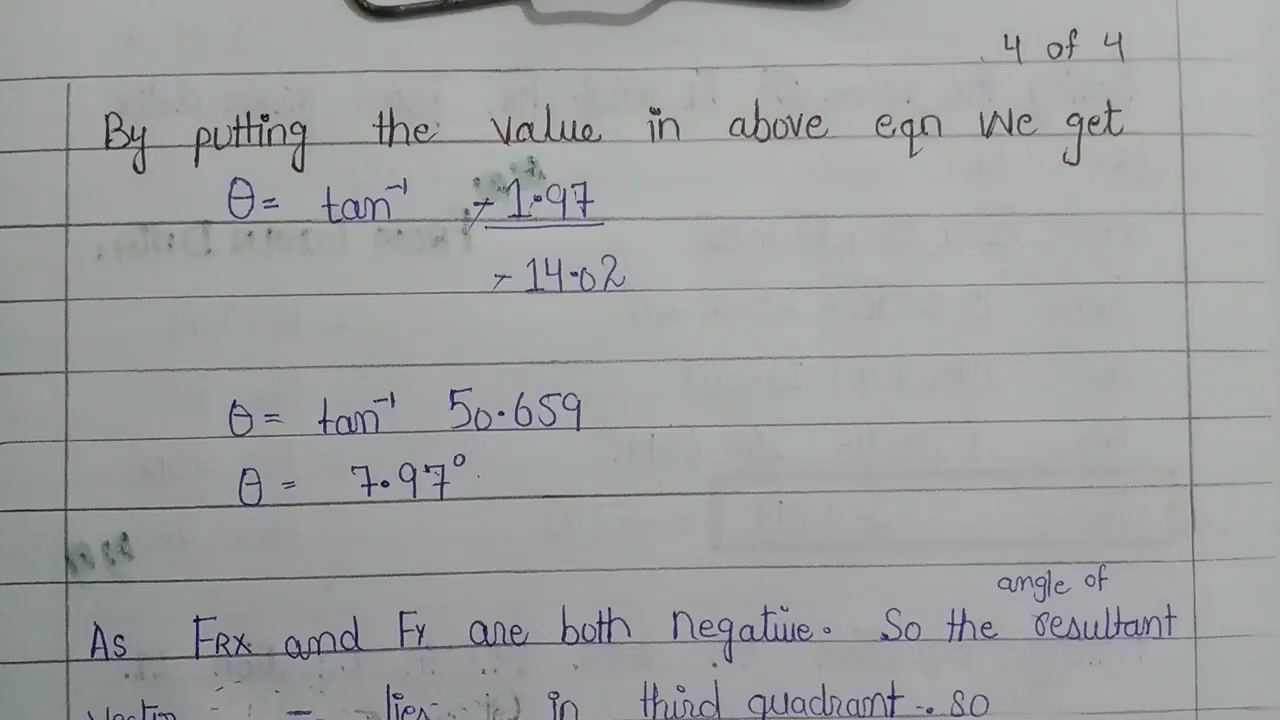 4 of 4
By putting the value in above eqn We get
θ = tan⁻¹ -1.97
-14.02
θ = tan⁻¹ 50.659
θ = 7.97°
angle of
As FRX and FY are both negative. So the resultant
lies in third quadrant. so